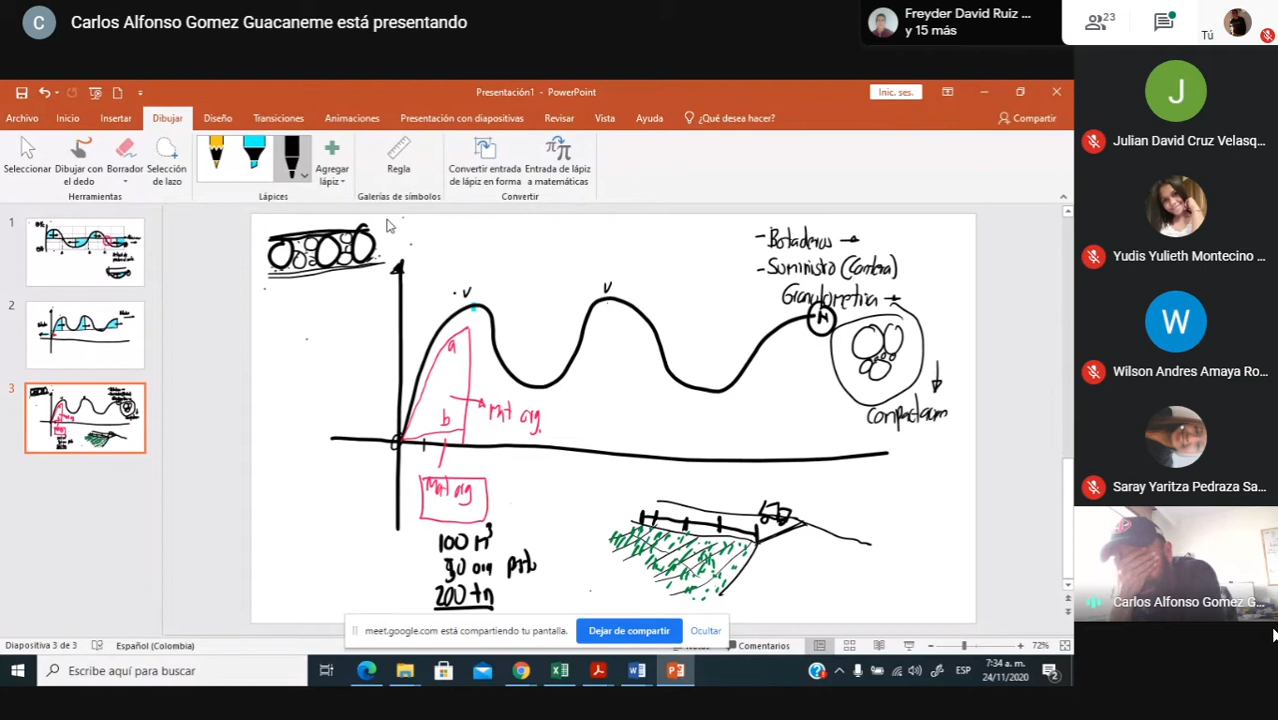 C
Carlos Alfonso Gomez Guacaneme está presentando
Freyder David Ruiz ...
y 15 más
23
Tú
Presentación1 - PowerPoint
Inic. ses.
Archivo Inicio Insertar Dibujar Diseño Transiciones Animaciones Presentación con diapositivas Revisar Vista Ayuda ¿Qué desea hacer? Compartir
Seleccionar
Dibujar con el dedo
Borrador
Selección de lazo
Agregar lápiz
Regla
Convertir entrada de lápiz en forma
Entrada de lápiz a matemáticas
Herramientas Lápices Galerías de símbolos Convertir
1
2
3
- Botaderos
- Suministo (Cantera)
Granulometria
V
V
N
a
b
Mat org.
Mat org
100 M³
200 tn
J
Julian David Cruz Velasq...
Yudis Yulieth Montecino ...
W
Wilson Andres Amaya Ro...
Saray Yaritza Pedraza Sa...
Carlos Alfonso Gomez G...
meet.google.com está compartiendo tu pantalla.
Dejar de compartir
Ocultar
Diapositiva 3 de 3
Español (Colombia)
Comentarios
72%
Escribe aquí para buscar
ESP
7:34 a. m.
24/11/2020
2